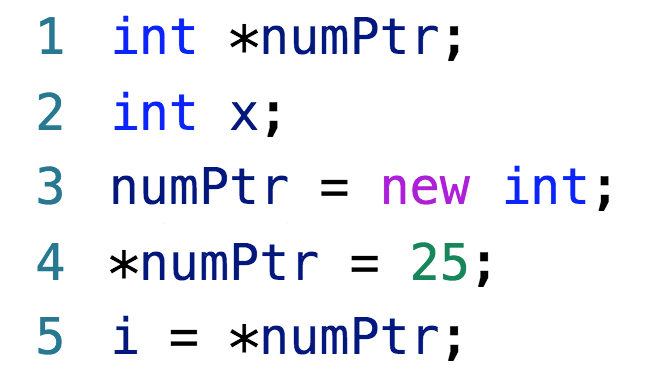 1 int *numPtr;
2 int x;
3 numPtr = new int;
4 *numPtr = 25;
5 i = *numPtr;